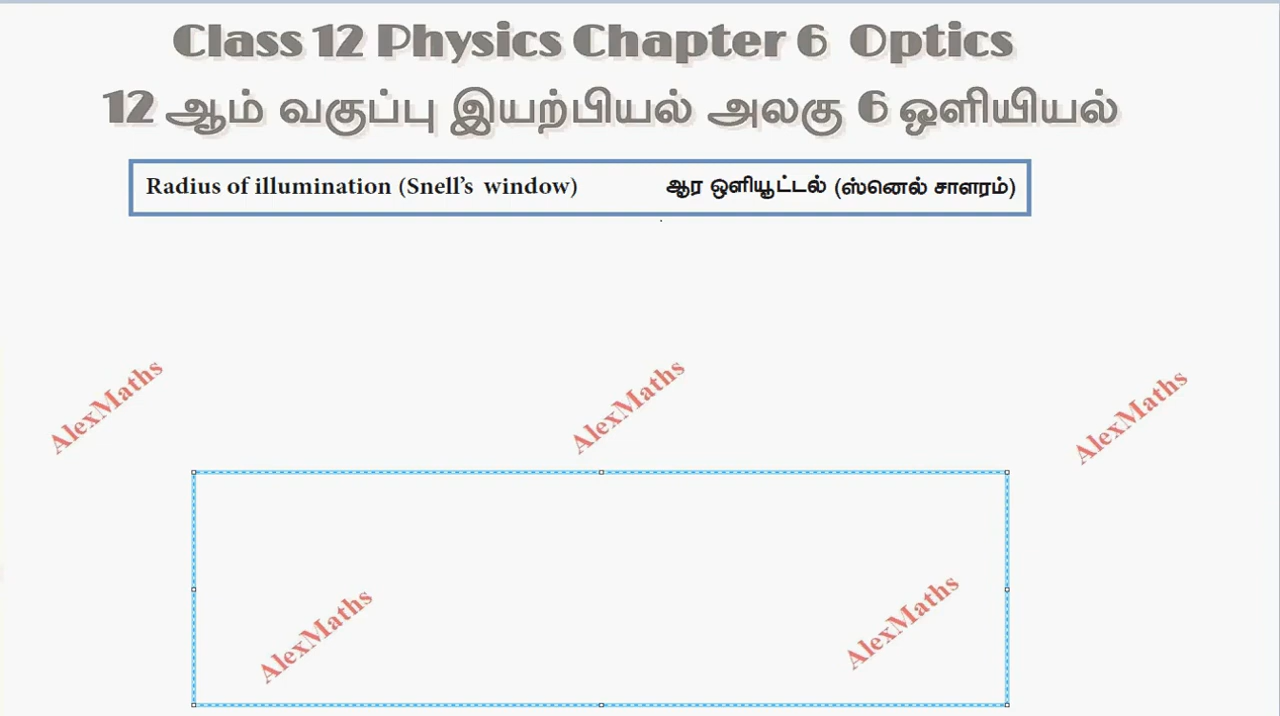 Class 12 Physics Chapter 6 Optics
12 ஆம் வகுப்பு இயற்பியல் அலகு 6 ஒளியியல்
Radius of illumination (Snell's window) ஆர ஒளியூட்டல் (ஸ்னெல் சாளரம்)
AlexMaths
AlexMaths
AlexMaths
AlexMaths
AlexMaths